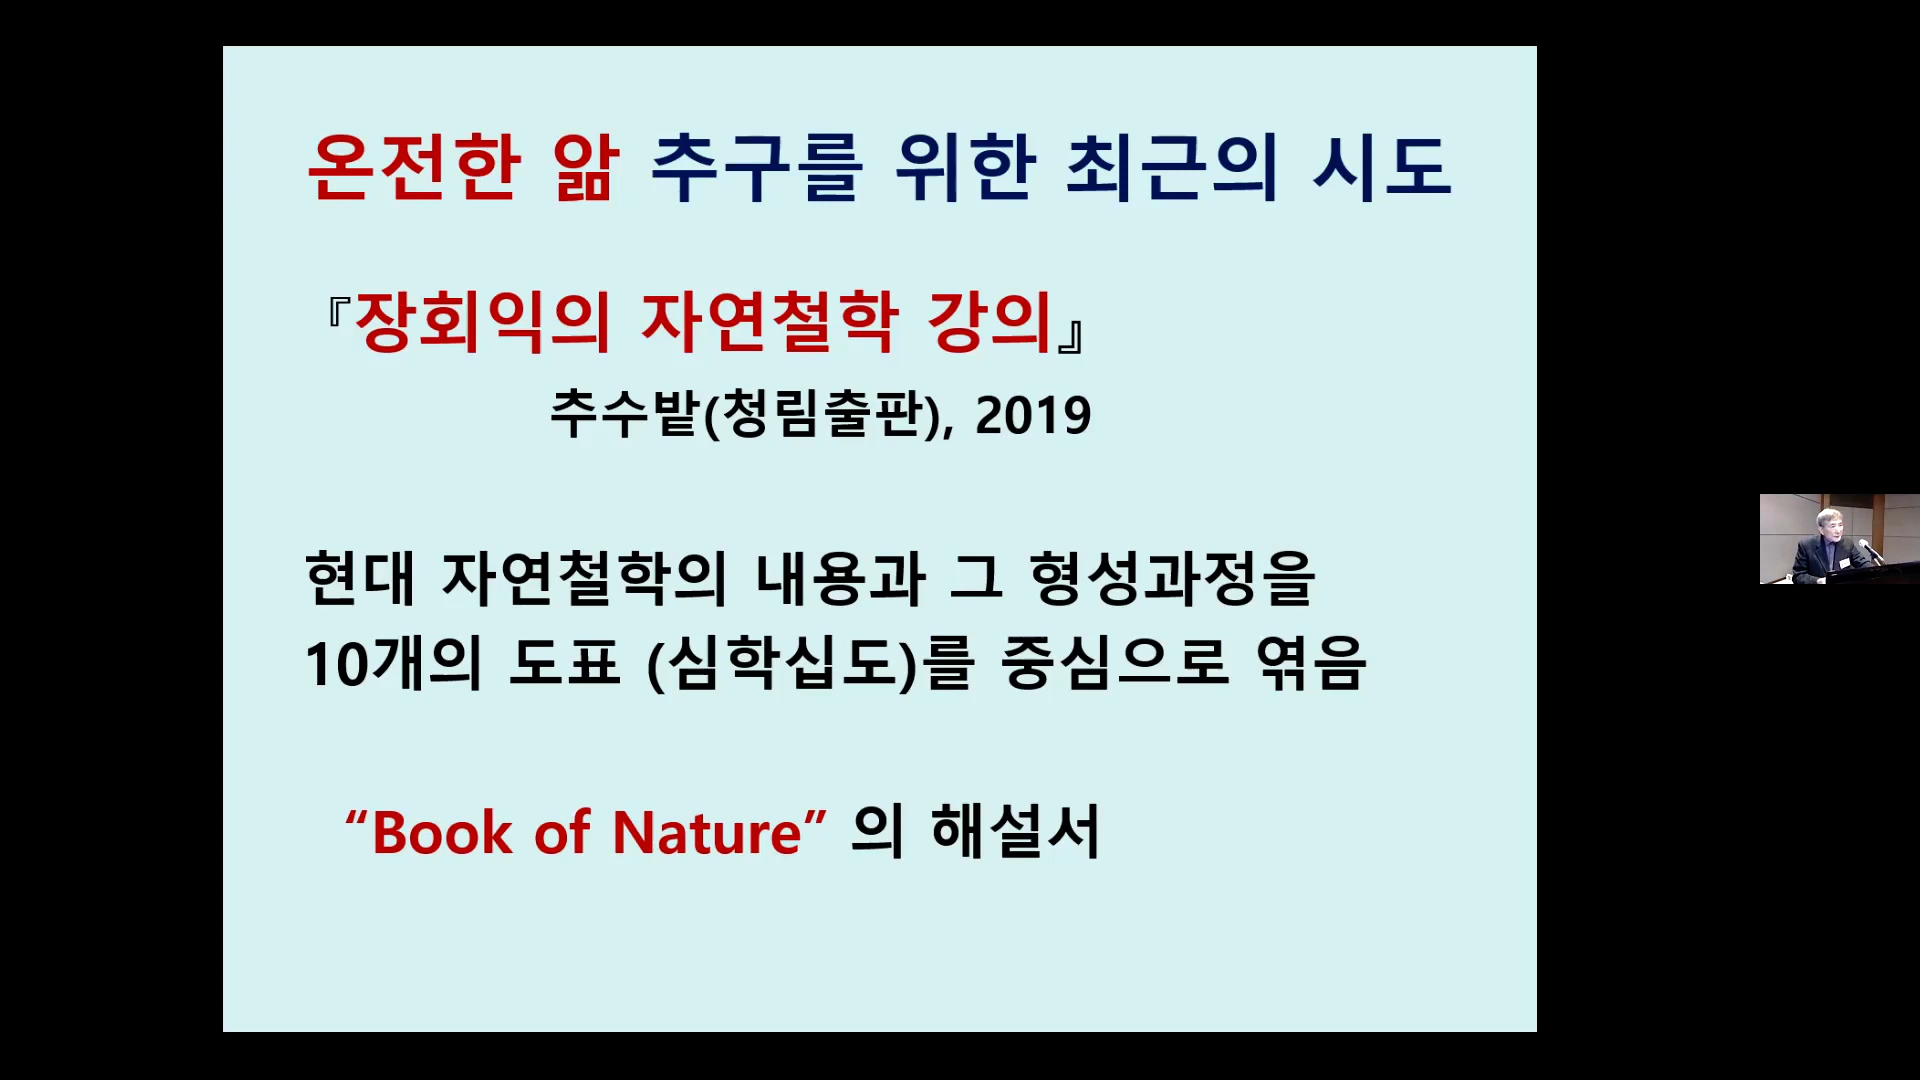 온전한 앎 추구를 위한 최근의 시도
『장회익의 자연철학 강의』
추수밭(청림출판), 2019
현대 자연철학의 내용과 그 형성과정을
10개의 도표 (심학십도)를 중심으로 엮음
“Book of Nature” 의 해설서